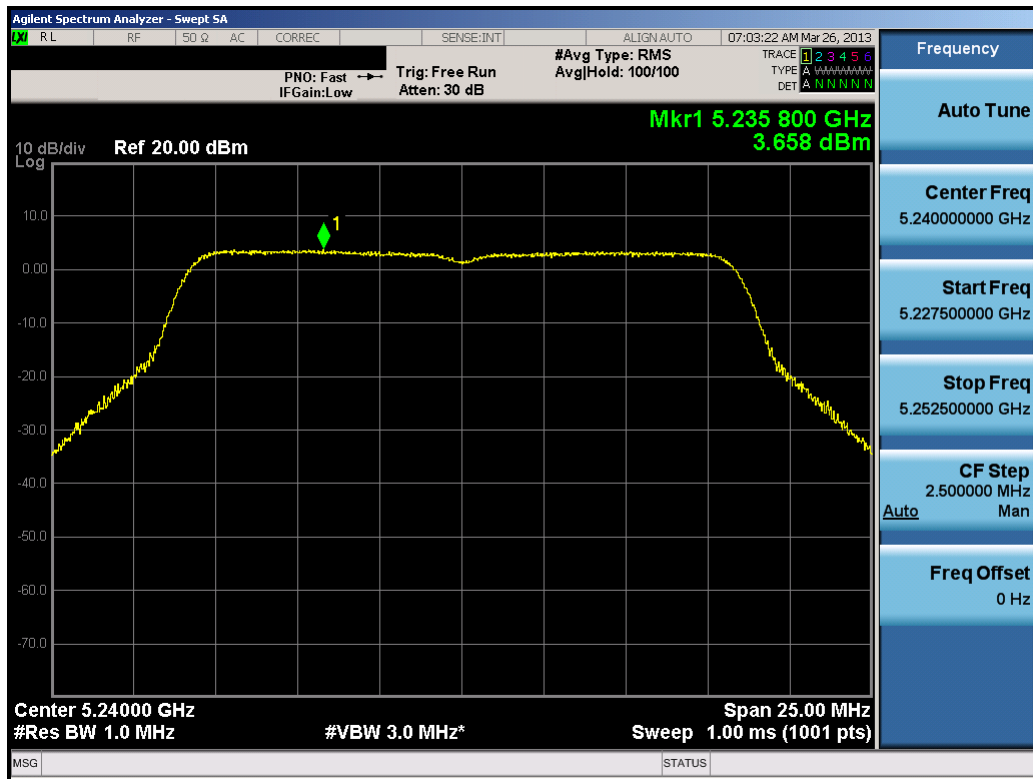 Agilent Spectrum Analyzer - Swept SA
LXI RL RF 50 Ω AC CORREC SENSE:INT ALIGN AUTO 07:03:22 AM Mar 26, 2013
PNO: Fast
IFGain:Low
Trig: Free Run
Atten: 30 dB
#Avg Type: RMS
Avg|Hold: 100/100
TRACE 1 2 3 4 5 6
TYPE A WWWWW
DET A N N N N N
Mkr1 5.235 800 GHz
3.658 dBm
10 dB/div
Log
Ref 20.00 dBm
1
10.0
0.00
-10.0
-20.0
-30.0
-40.0
-50.0
-60.0
-70.0
Center 5.24000 GHz
Span 25.00 MHz
#Res BW 1.0 MHz
#VBW 3.0 MHz*
Sweep 1.00 ms (1001 pts)
MSG
STATUS
Frequency
Auto Tune
Center Freq
5.240000000 GHz
Start Freq
5.227500000 GHz
Stop Freq
5.252500000 GHz
CF Step
2.500000 MHz
Auto Man
Freq Offset
0 Hz